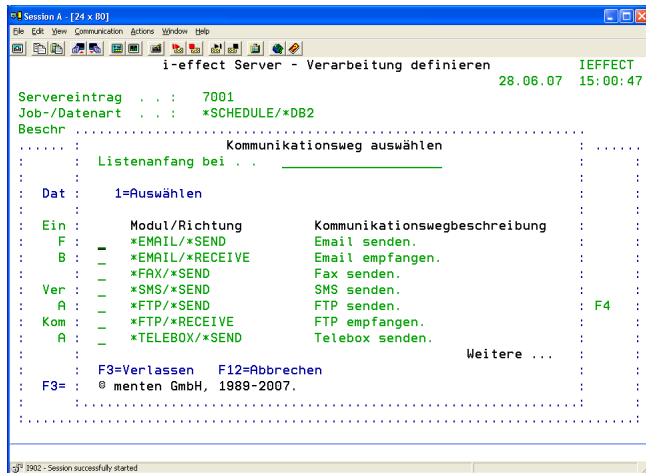 Session A - [24 x 80]
File Edit View Communication Actions Window Help
i-effect Server - Verarbeitung definieren IEFFECT
28.06.07 15:00:47
Servereintrag . . : 7001
Job-/Datenart . . : *SCHEDULE/*DB2
Beschr ..............................................................
...... : Kommunikationsweg auswählen : ......
: : Listenanfang bei . . : :
: : : :
: Dat : 1=Auswählen : :
: : : :
: Ein : Modul/Richtung Kommunikationswegbeschreibung : :
: F : _ *EMAIL/*SEND Email senden. : :
: B : _ *EMAIL/*RECEIVE Email empfangen. : :
: : _ *FAX/*SEND Fax senden. : :
: Ver : _ *SMS/*SEND SMS senden. : :
: A : _ *FTP/*SEND FTP senden. : F4 :
: Kom : _ *FTP/*RECEIVE FTP empfangen. : :
: A : _ *TELEBOX/*SEND Telebox senden. : :
: : Weitere ... : :
: : F3=Verlassen F12=Abbrechen : :
: F3= : © menten GmbH, 1989-2007. : :
: :............................................................: :
:...........................................................................:
I902 - Session successfully started